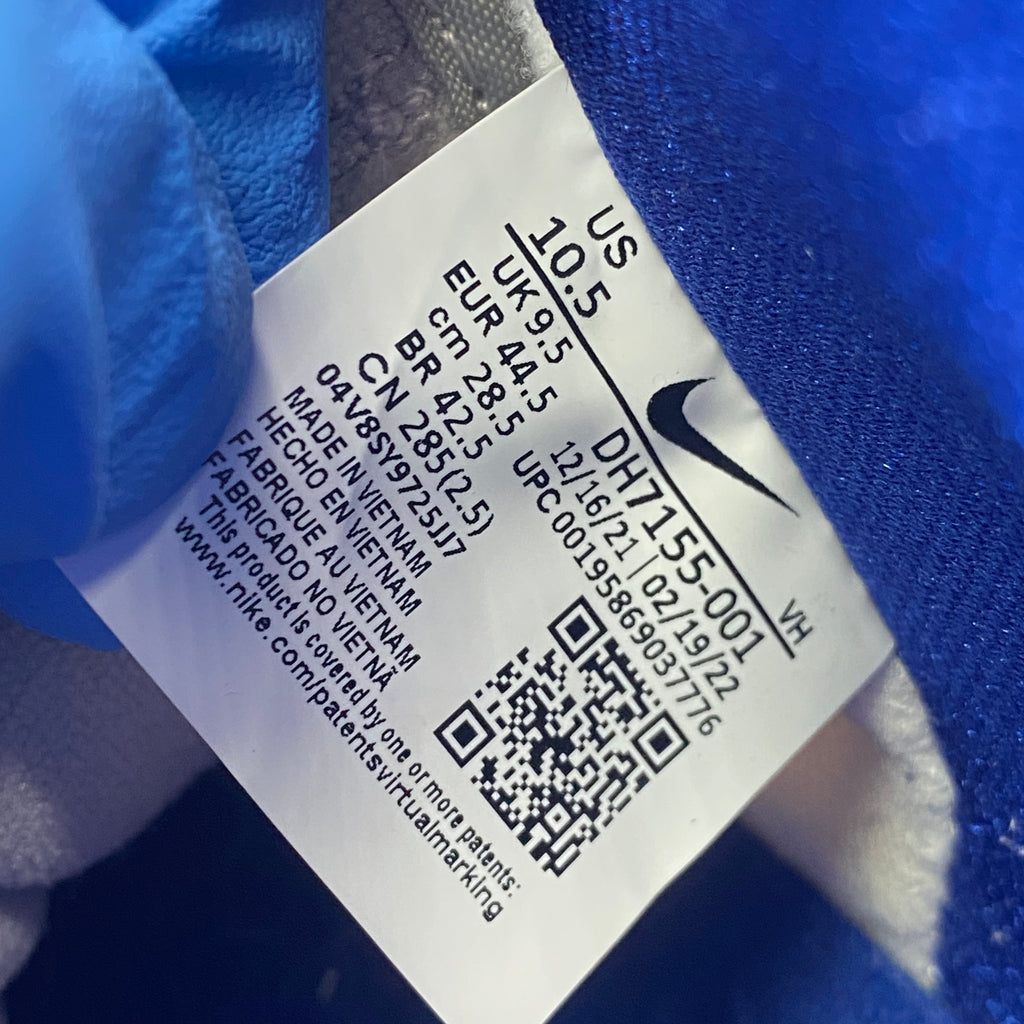 US
10.5
UK 9.5
EUR 44.5
cm 28.5
BR 42.5
CN 285(2.5)
04V8SY9725JJ7
MADE IN VIETNAM
HECHO EN VIETNAM
FABRIQUE AU VIETNAM
FABRICADO NO VIETNÃ
This product is covered by one or more patents:
www.nike.com/patentsvirtualmarking
VH
DH7155-001
12/16/21 | 02/19/22
UPC 00195869037776